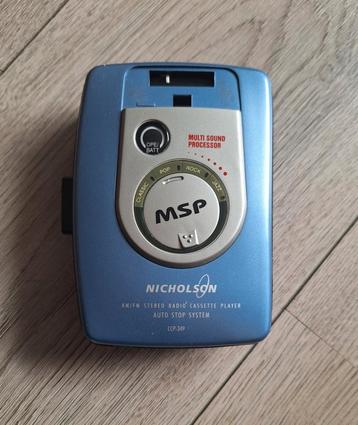 OPE/
BATT
MULTI SOUND
PROCESSOR
CLASSIC POP ROCK JAZZ
MSP
NICHOLSON
AM/FM STEREO RADIO CASSETTE PLAYER
AUTO STOP SYSTEM
CCP-349